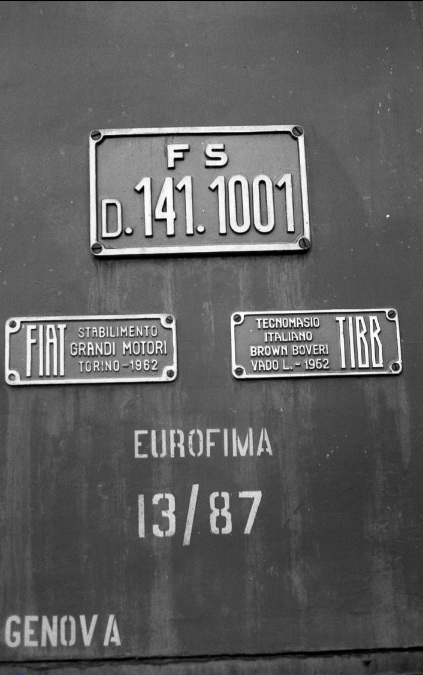 FS
D.141.1001
FIAT
STABILIMENTO
GRANDI MOTORI
TORINO-1962
TECNOMASIO
ITALIANO
BROWN BOVERI
VADO L.-1962
TIBB
EUROFIMA
13/87
GENOVA